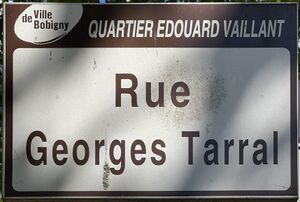 Ville
de Bobigny
QUARTIER EDOUARD VAILLANT
Rue
Georges Tarral